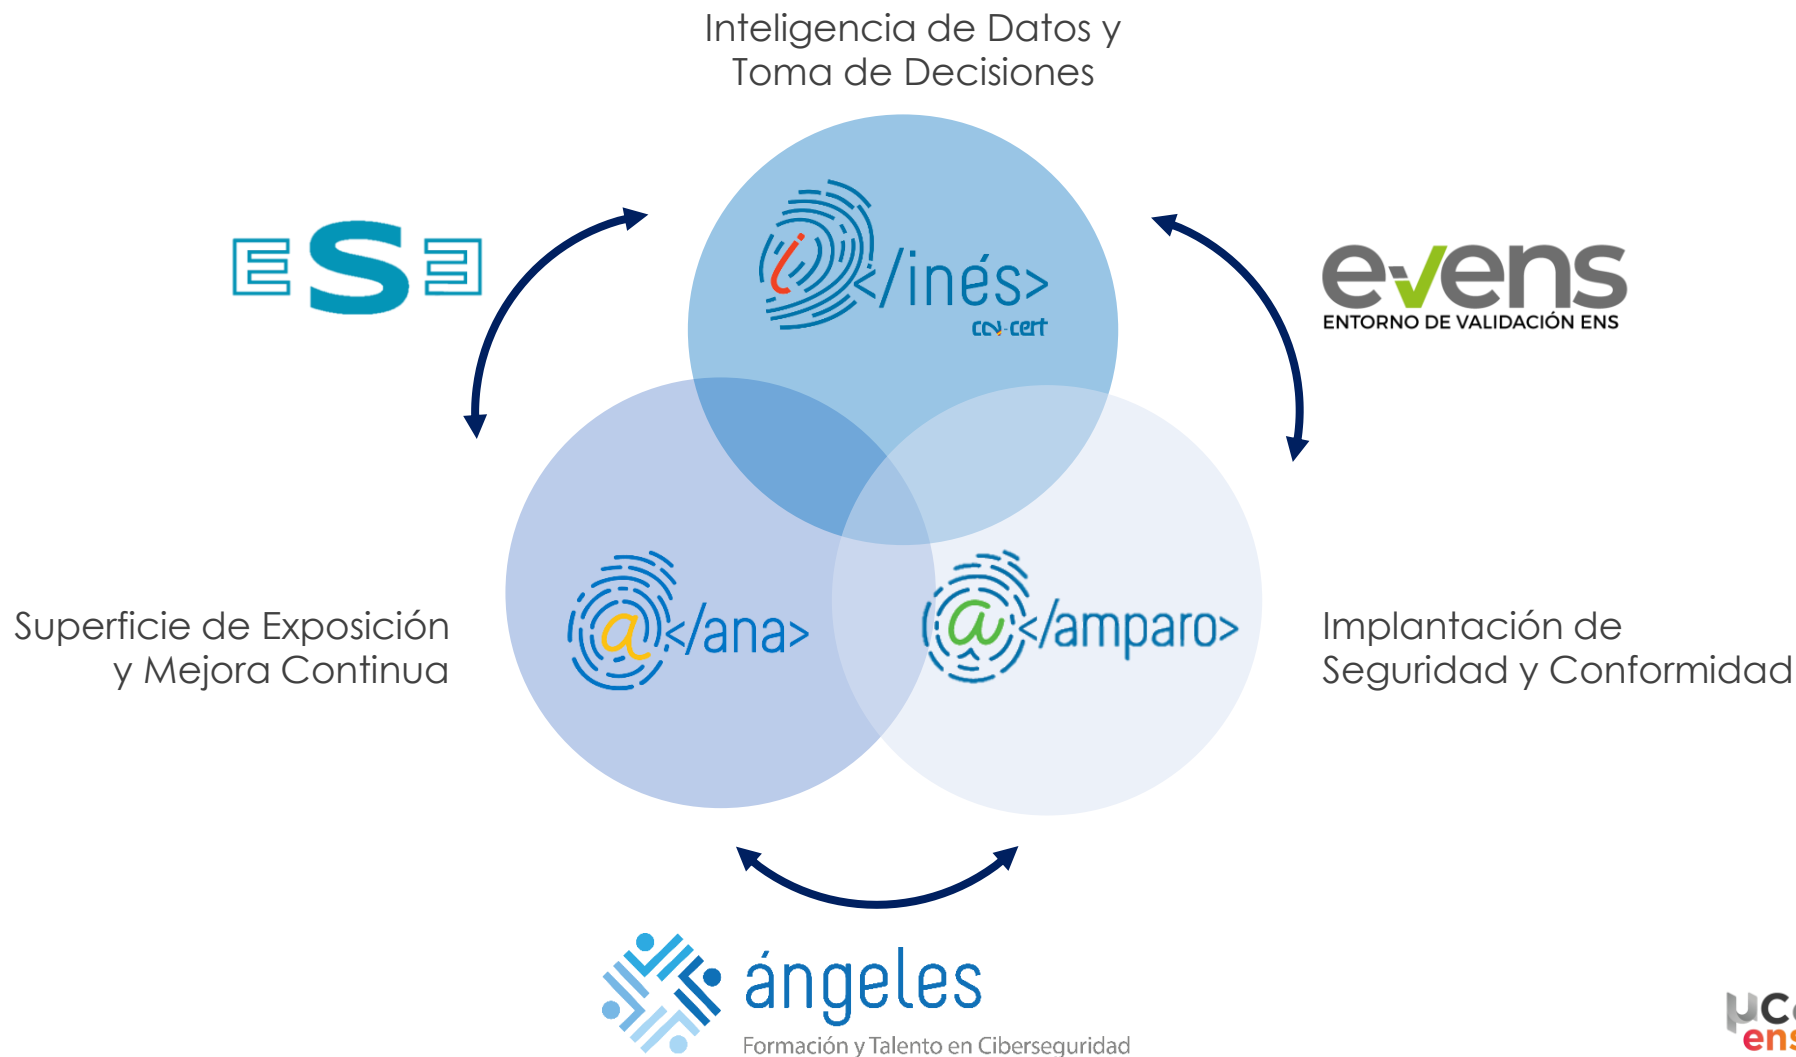 Inteligencia de Datos y
Toma de Decisiones
ESE
</inés>
ccn-cert
evens
ENTORNO DE VALIDACIÓN ENS
Superficie de Exposición
y Mejora Continua
</ana>
</amparo>
Implantación de
Seguridad y Conformidad
ángeles
Formación y Talento en Ciberseguridad